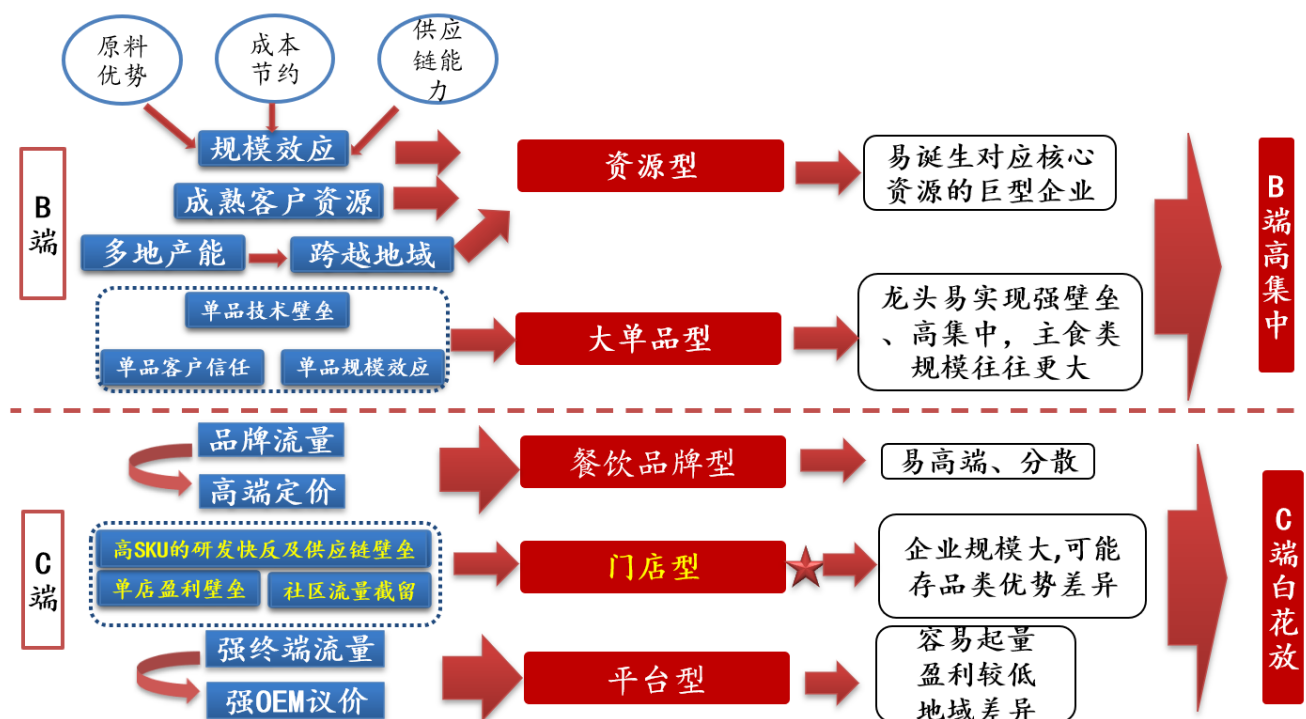 原料
优势
成本
节约
供应
链能
力
B
端
规模效应
成熟客户资源
多地产能
跨越地域
资源型
易诞生对应核心
资源的巨型企业
单品技术壁垒
单品客户信任
单品规模效应
大单品型
龙头易实现强壁垒
、高集中，主食类
规模往往更大
B
端
高
集
中
C
端
品牌流量
高端定价
餐饮品牌型
易高端、分散
高SKU的研发快反及供应链壁垒
单店盈利壁垒
社区流量截留
门店型
企业规模大,可能
存品类优势差异
强终端流量
强OEM议价
平台型
容易起量
盈利较低
地域差异
C
端
白
花
放